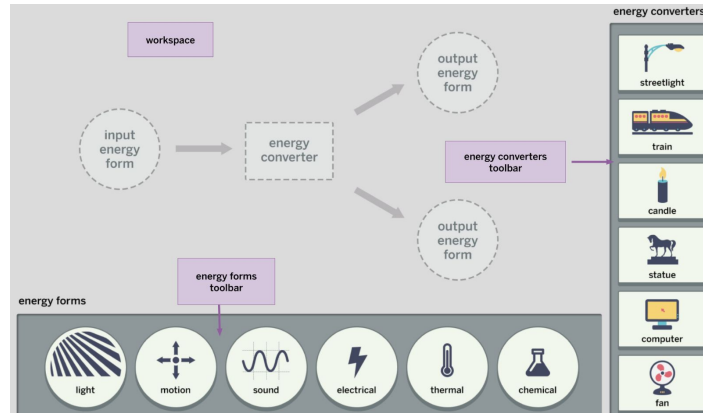 energy converters
workspace
output
energy
form
streetlight
input
energy
form
energy
converter
energy converters
toolbar
train
candle
output
energy
form
statue
energy forms
toolbar
energy forms
computer
light
motion
sound
electrical
thermal
chemical
fan